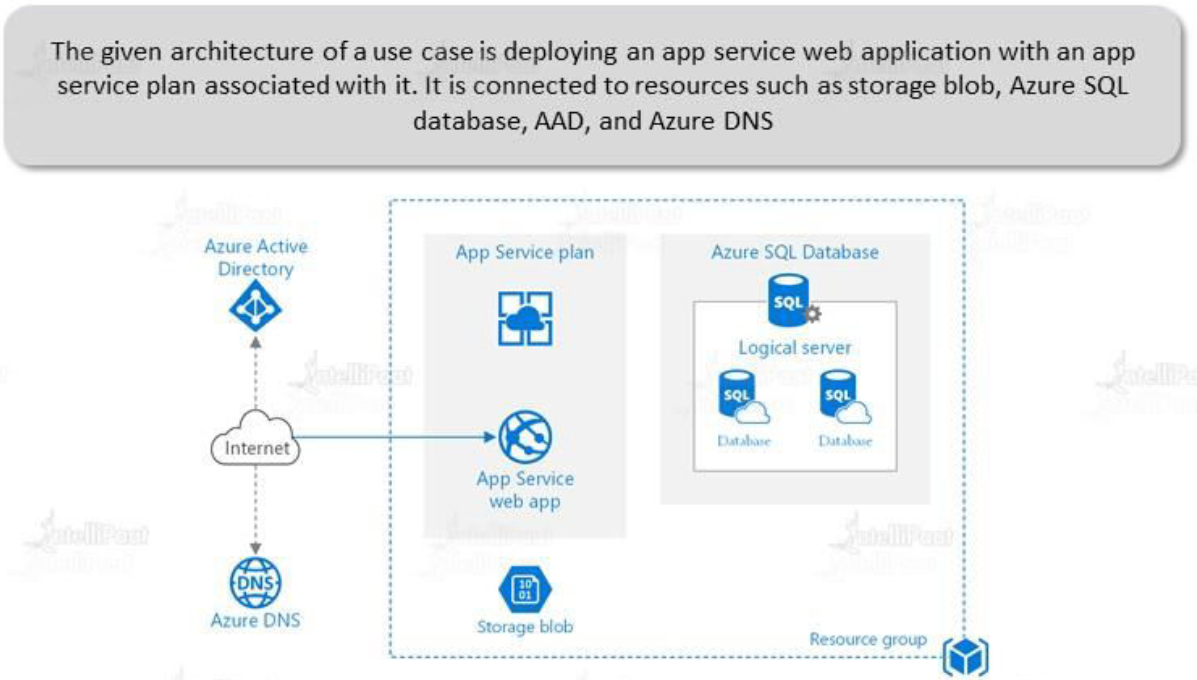 The given architecture of a use case is deploying an app service web application with an app
service plan associated with it. It is connected to resources such as storage blob, Azure SQL
database, AAD, and Azure DNS
Azure Active
Directory
App Service plan
Azure SQL Database
SQL
Logical server
SQL
SQL
Database
Database
Internet
App Service
web app
DNS
Azure DNS
10
01
Storage blob
Resource group
IntelliPaat